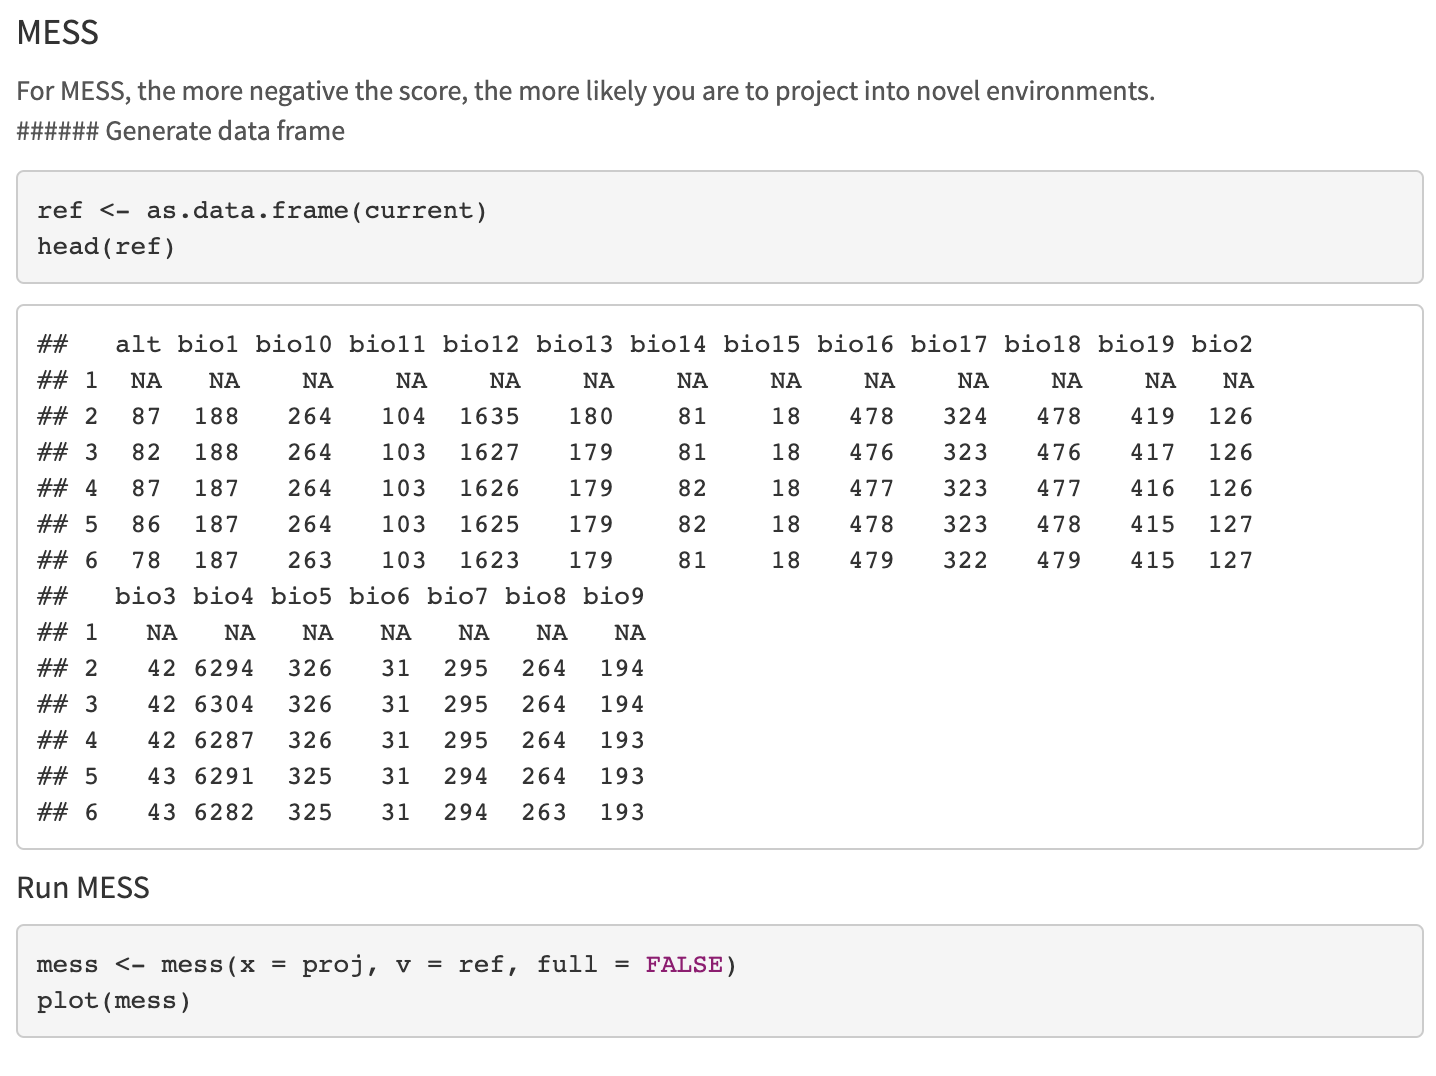 MESS
For MESS, the more negative the score, the more likely you are to project into novel environments.
###### Generate data frame
ref <- as.data.frame(current)
head(ref)
##   alt bio1 bio10 bio11 bio12 bio13 bio14 bio15 bio16 bio17 bio18 bio19 bio2
## 1  NA   NA    NA    NA    NA    NA    NA    NA    NA    NA    NA    NA   NA
## 2  87  188   264   104  1635   180    81    18   478   324   478   419  126
## 3  82  188   264   103  1627   179    81    18   476   323   476   417  126
## 4  87  187   264   103  1626   179    82    18   477   323   477   416  126
## 5  86  187   264   103  1625   179    82    18   478   323   478   415  127
## 6  78  187   263   103  1623   179    81    18   479   322   479   415  127
##   bio3 bio4 bio5 bio6 bio7 bio8 bio9
## 1   NA   NA   NA   NA   NA   NA   NA
## 2   42 6294  326   31  295  264  194
## 3   42 6304  326   31  295  264  194
## 4   42 6287  326   31  295  264  193
## 5   43 6291  325   31  294  264  193
## 6   43 6282  325   31  294  263  193
Run MESS
mess <- mess(x = proj, v = ref, full = FALSE)
plot(mess)